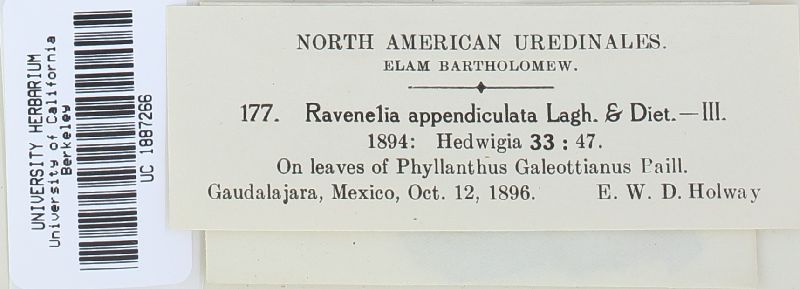 UNIVERSITY HERBARIUM
University of California
Berkeley
UC 1887266
NORTH AMERICAN UREDINALES.
ELAM BARTHOLOMEW.
177. Ravenelia appendiculata Lagh. & Diet.—III.
1894: Hedwigia 33 : 47.
On leaves of Phyllanthus Galeottianus Baill.
Gaudalajara, Mexico, Oct. 12, 1896. E. W. D. Holway